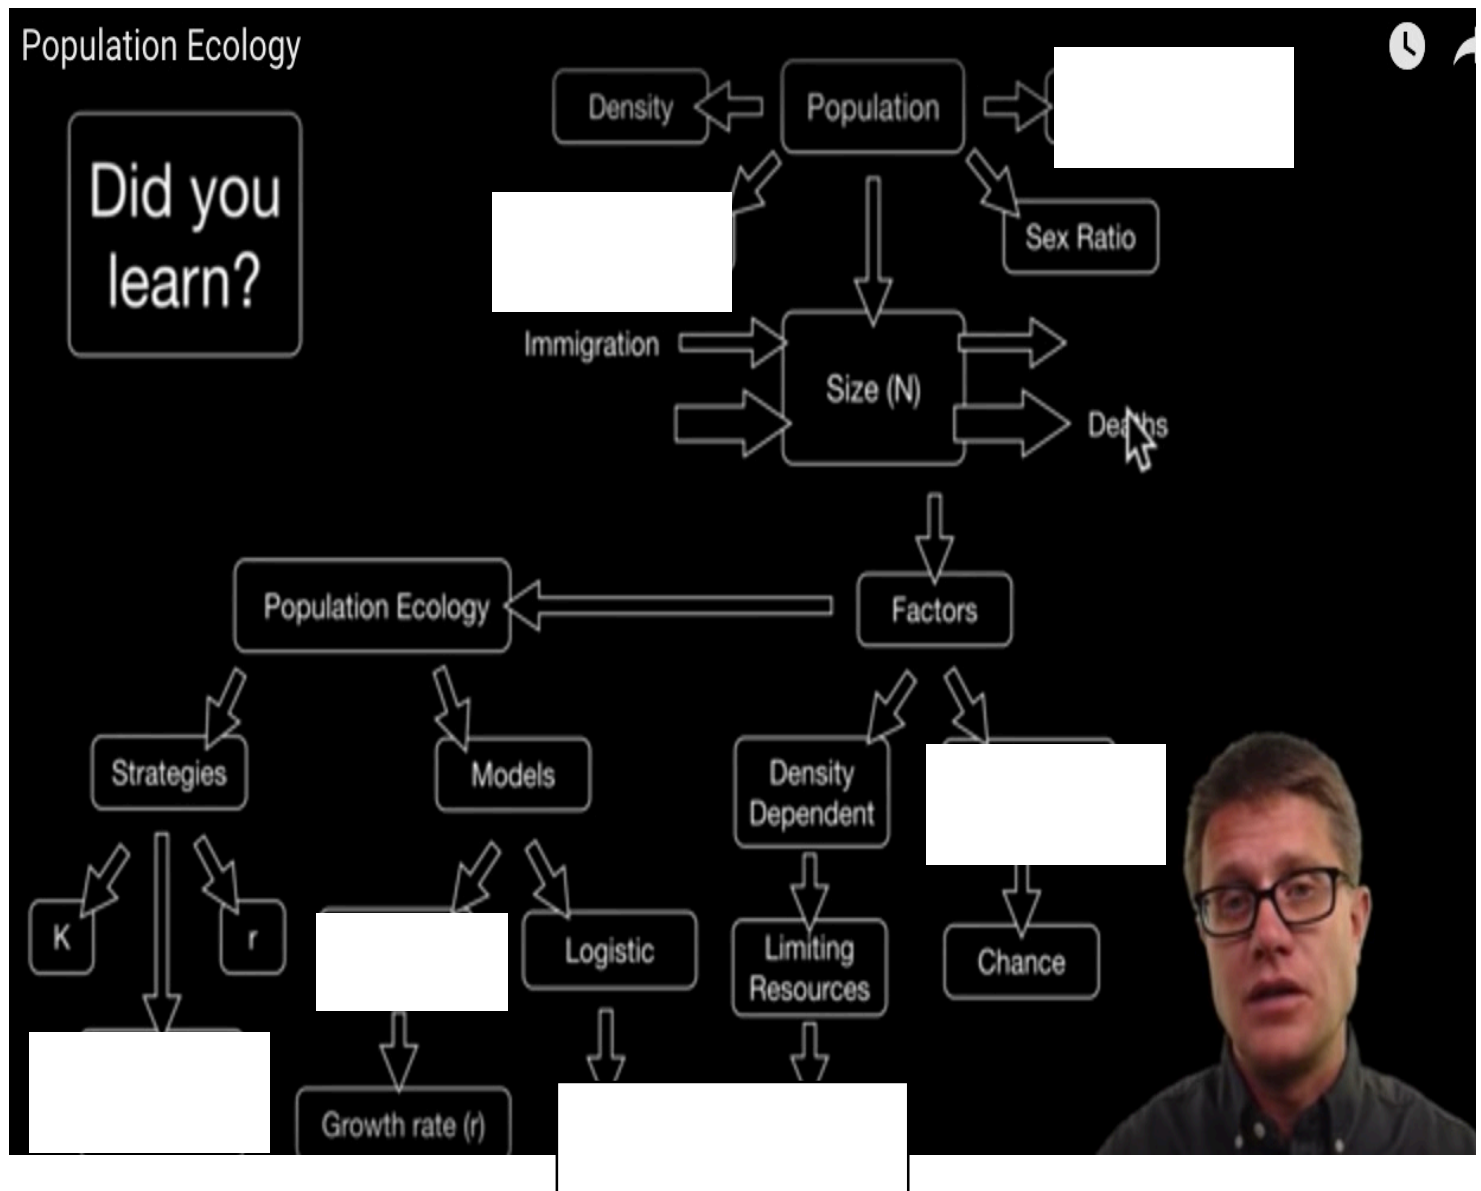 Population Ecology
Did you
learn?
Density
Population
Sex Ratio
Immigration
Size (N)
Deaths
Population Ecology
Factors
Strategies
Models
Density
Dependent
K
r
Logistic
Limiting
Resources
Chance
Growth rate (r)